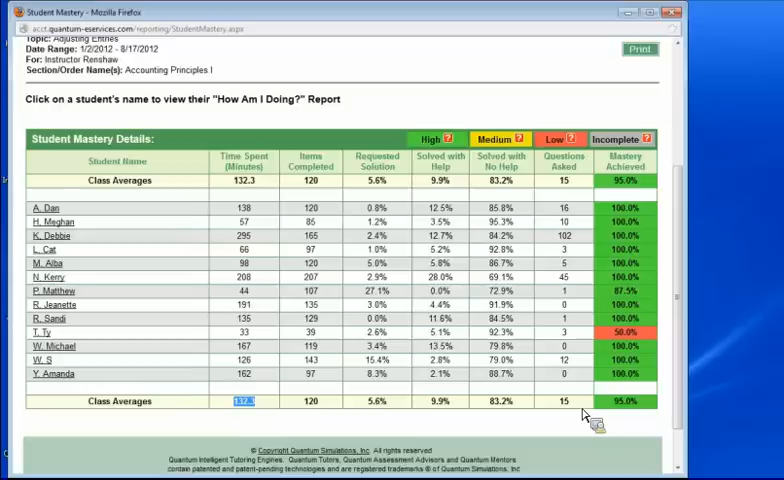 Student Mastery - Mozilla Firefox
acct.quantum-eservices.com/reporting/StudentMastery.aspx
Topic: Adjusting Entries
Date Range: 1/2/2012 - 8/17/2012
For: Instructor Renshaw
Section/Order Name(s): Accounting Principles I
Print
Click on a student's name to view their "How Am I Doing?" Report
Student Mastery Details: High ? Medium ? Low ? Incomplete ?
Student Name Time Spent (Minutes) Items Completed Requested Solution Solved with Help Solved with No Help Questions Asked Mastery Achieved
Class Averages 132.3 120 5.6% 9.9% 83.2% 15 95.0%
A, Dan 138 120 0.8% 12.5% 85.8% 16 100.0%
H, Meghan 57 85 1.2% 3.5% 95.3% 10 100.0%
K, Debbie 295 165 2.4% 12.7% 84.2% 102 100.0%
L, Cat 66 97 1.0% 5.2% 92.8% 3 100.0%
M, Alba 98 120 5.0% 5.8% 86.7% 5 100.0%
N, Kerry 208 207 2.9% 28.0% 69.1% 45 100.0%
P, Matthew 44 107 27.1% 0.0% 72.9% 1 87.5%
R, Jeanette 191 135 3.0% 4.4% 91.9% 0 100.0%
R, Sandi 135 129 0.0% 11.6% 84.5% 1 100.0%
T, Ty 33 39 2.6% 5.1% 92.3% 3 50.0%
W, Michael 167 119 3.4% 13.5% 79.8% 0 100.0%
W, S 126 143 15.4% 2.8% 79.0% 12 100.0%
Y, Amanda 162 97 8.3% 2.1% 88.7% 0 100.0%
Class Averages 132.3 120 5.6% 9.9% 83.2% 15 95.0%
© Copyright Quantum Simulations, Inc. All rights reserved
Quantum Intelligent Tutoring Engines. Quantum Tutors, Quantum Assessment Advisors and Quantum Mentors
contain patented and patent-pending technologies and are registered trademarks ® of Quantum Simulations, Inc